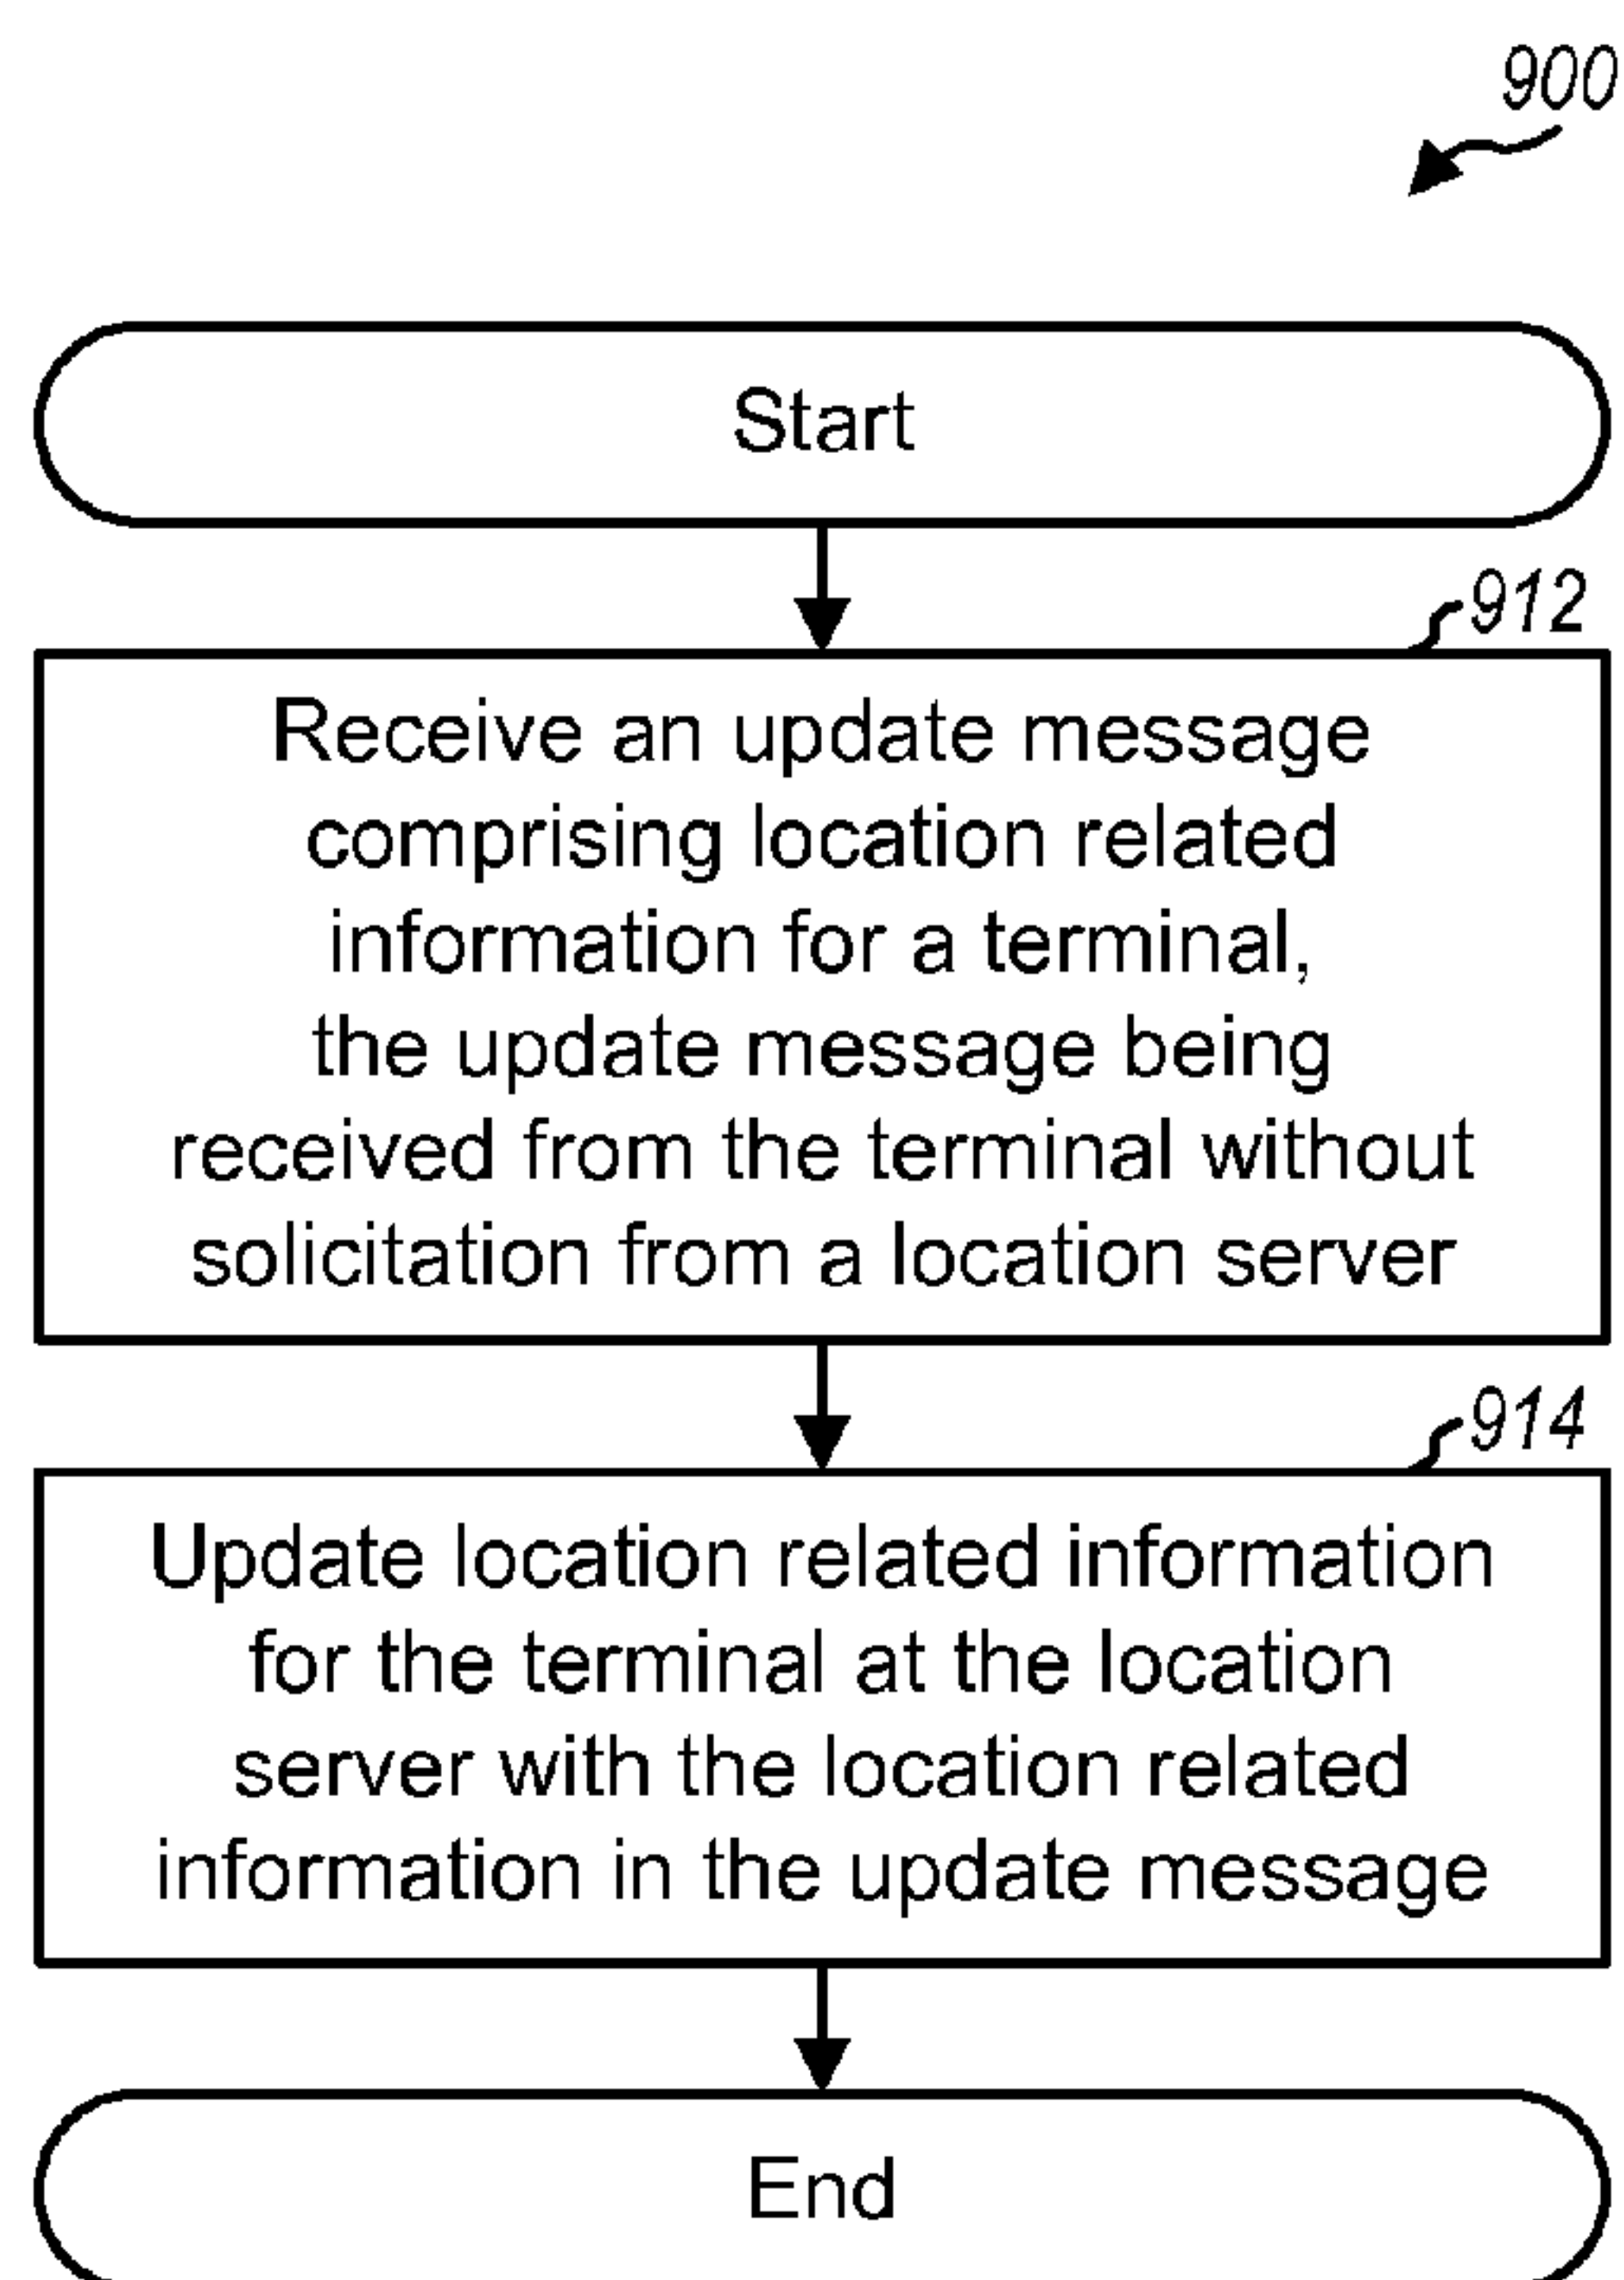 900
Start
912
Receive an update message
comprising location related
information for a terminal,
the update message being
received from the terminal without
solicitation from a location server
914
Update location related information
for the terminal at the location
server with the location related
information in the update message
End